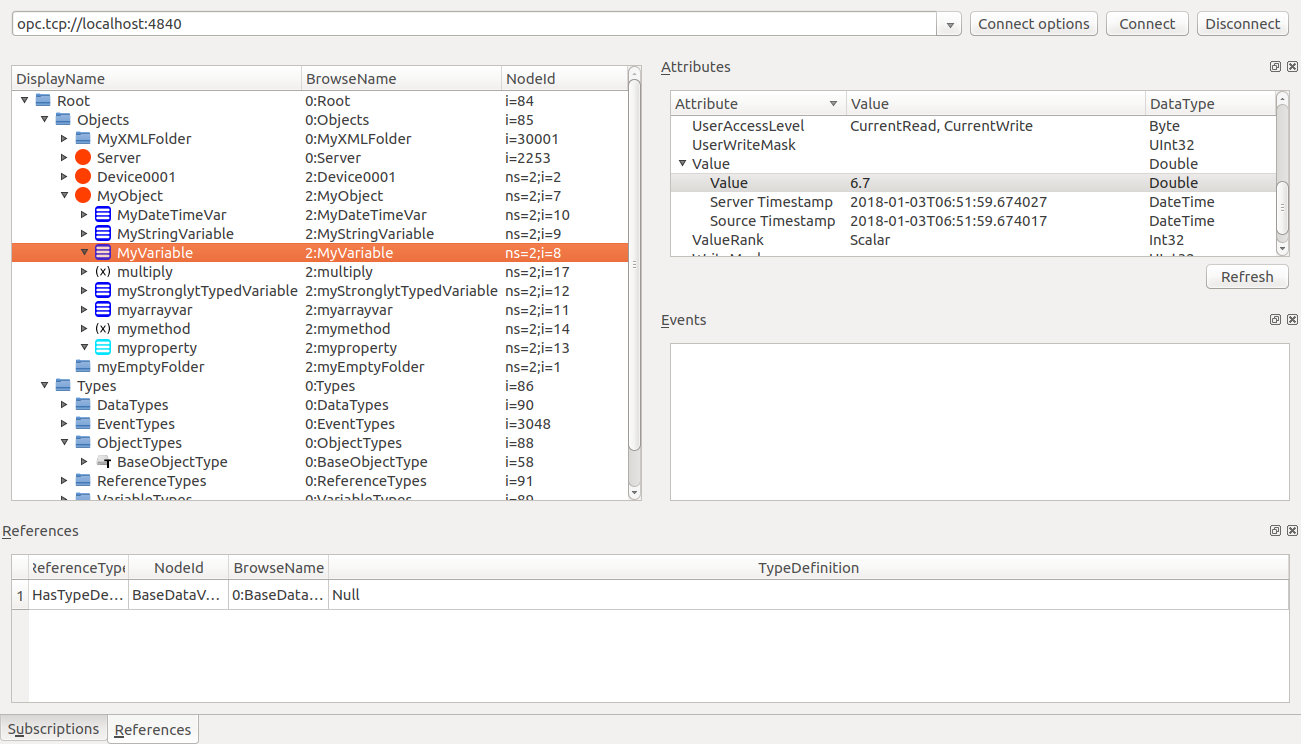 opc.tcp://localhost:4840 Connect options Connect Disconnect
Attributes
DisplayName BrowseName NodeId
Root 0:Root i=84
Objects 0:Objects i=85
MyXMLFolder 0:MyXMLFolder i=30001
Server 0:Server i=2253
Device0001 2:Device0001 ns=2;i=2
MyObject 2:MyObject ns=2;i=7
MyDateTimeVar 2:MyDateTimeVar ns=2;i=10
MyStringVariable 2:MyStringVariable ns=2;i=9
MyVariable 2:MyVariable ns=2;i=8
(x) multiply 2:multiply ns=2;i=17
myStronglytTypedVariable 2:myStronglytTypedVariable ns=2;i=12
myarrayvar 2:myarrayvar ns=2;i=11
(x) mymethod 2:mymethod ns=2;i=14
myproperty 2:myproperty ns=2;i=13
myEmptyFolder 2:myEmptyFolder ns=2;i=1
Types 0:Types i=86
DataTypes 0:DataTypes i=90
EventTypes 0:EventTypes i=3048
ObjectTypes 0:ObjectTypes i=88
T BaseObjectType 0:BaseObjectType i=58
ReferenceTypes 0:ReferenceTypes i=91
VariableTypes 0:VariableTypes i=89
Attribute Value DataType
UserAccessLevel CurrentRead, CurrentWrite Byte
UserWriteMask UInt32
Value Double
Value 6.7 Double
Server Timestamp 2018-01-03T06:51:59.674027 DateTime
Source Timestamp 2018-01-03T06:51:59.674017 DateTime
ValueRank Scalar Int32
Refresh
Events
References
ReferenceType NodeId BrowseName TypeDefinition
1 HasTypeDe... BaseDataV... 0:BaseData... Null
Subscriptions References